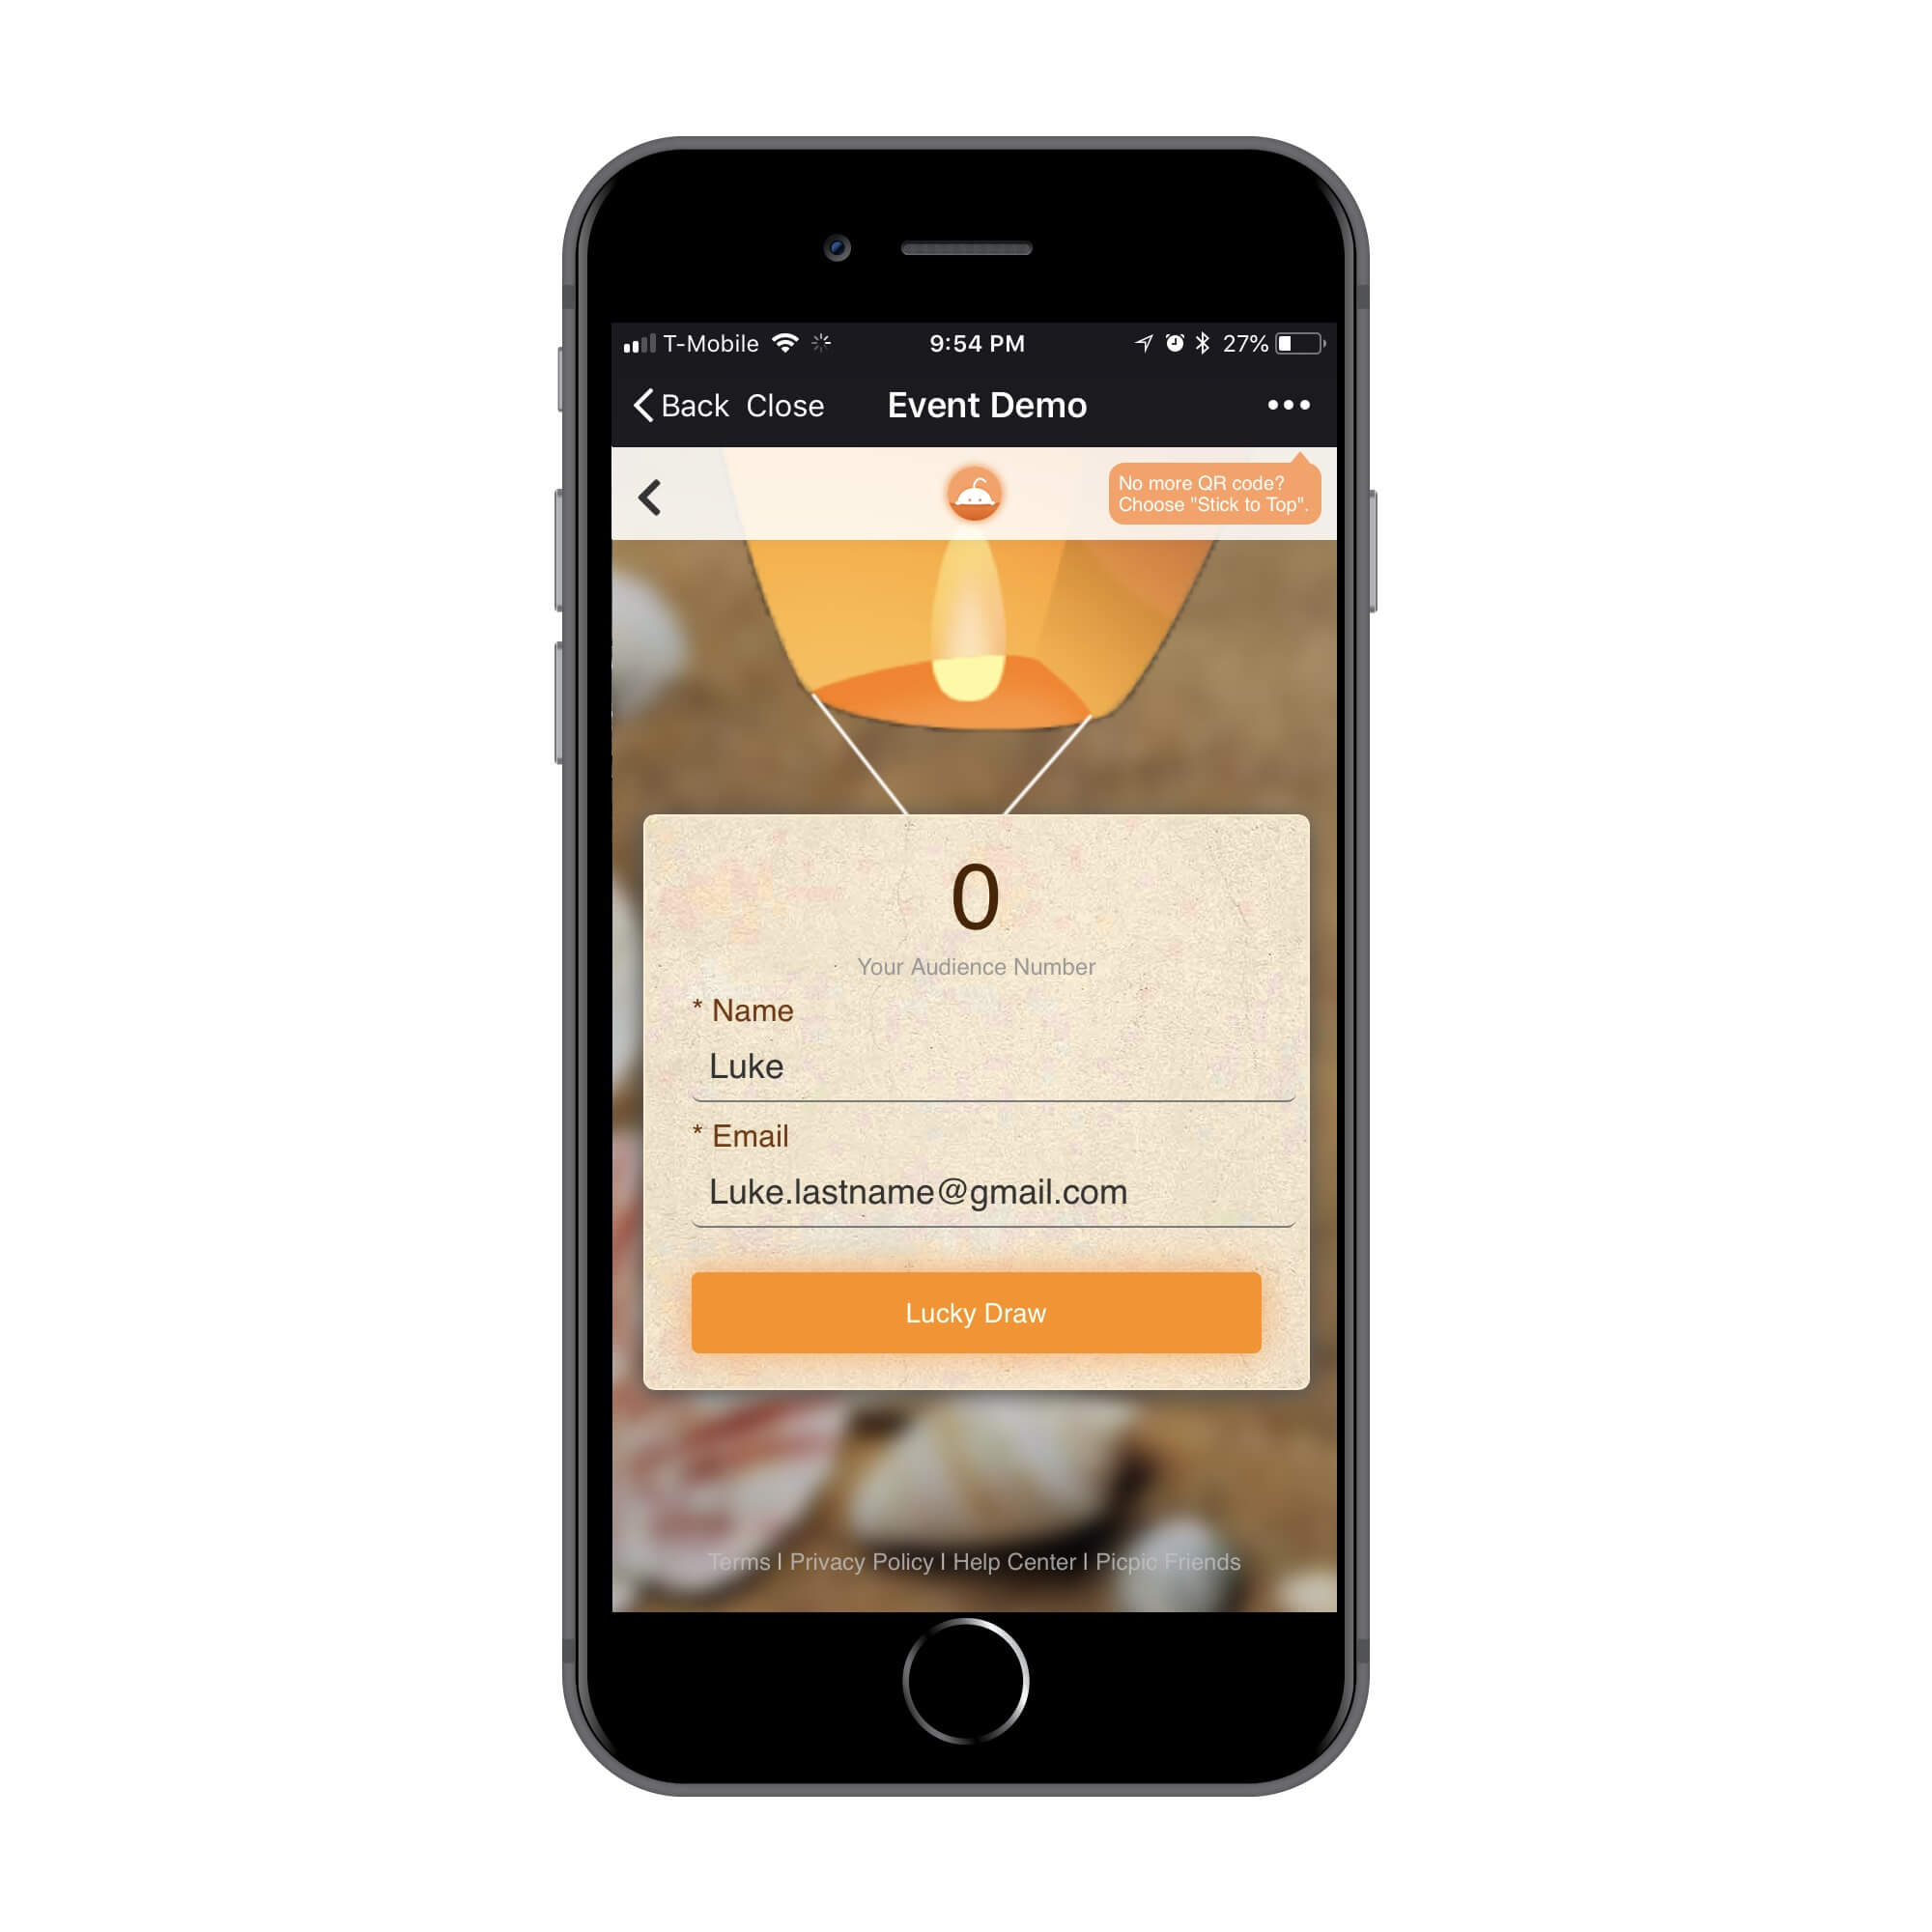 T-Mobile 9:54 PM 27%
Back Close Event Demo
No more QR code?
Choose "Stick to Top".
0
Your Audience Number
* Name
Luke
* Email
Luke.lastname@gmail.com
Lucky Draw
Terms | Privacy Policy | Help Center | Picpic Friends